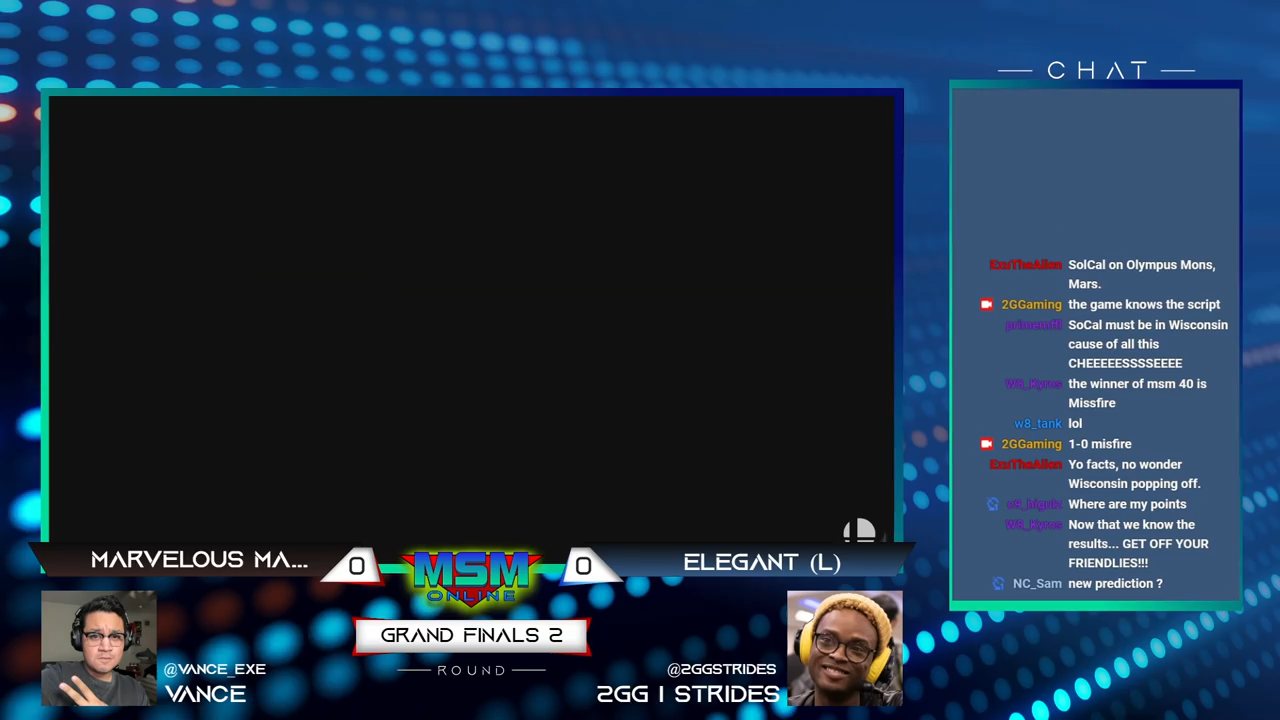 CHAT
SolCal on Olympus Mons,
Mars.
2GGaming the game knows the script
SoCal must be in Wisconsin
cause of all this
CHEEEEESSSSEEEE
W8_Kyros the winner of msm 40 is
Missfire
w8_tank lol
2GGaming 1-0 misfire
Yo facts, no wonder
Wisconsin popping off.
Where are my points
W8_Kyros Now that we know the
results... GET OFF YOUR
FRIENDLIES!!!
NC_Sam new prediction ?
MARVELOUS MA... 0 MSM ONLINE 0 ELEGANT (L)
GRAND FINALS 2
ROUND
@VANCE_EXE
VANCE
@2GGSTRIDES
2GG | STRIDES